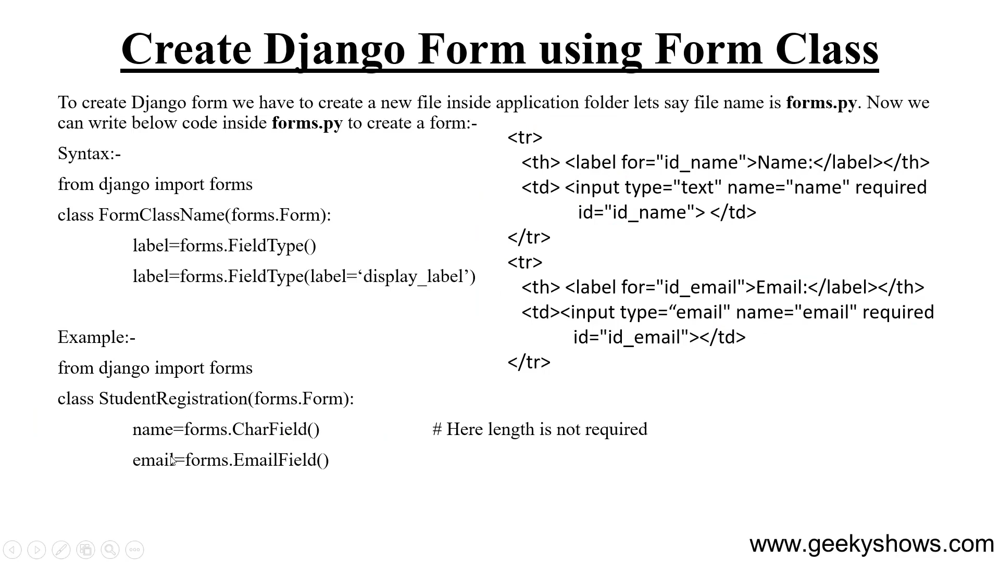 Create Django Form using Form Class
To create Django form we have to create a new file inside application folder lets say file name is forms.py. Now we
can write below code inside forms.py to create a form:-
Syntax:-
from django import forms
class FormClassName(forms.Form):
label=forms.FieldType()
label=forms.FieldType(label=‘display_label’)
Example:-
from django import forms
class StudentRegistration(forms.Form):
name=forms.CharField() # Here length is not required
email=forms.EmailField()
<tr>
<th> <label for="id_name">Name:</label></th>
<td> <input type="text" name="name" required
id="id_name"> </td>
</tr>
<tr>
<th> <label for="id_email">Email:</label></th>
<td><input type=“email" name="email" required
id="id_email"></td>
</tr>
www.geekyshows.com